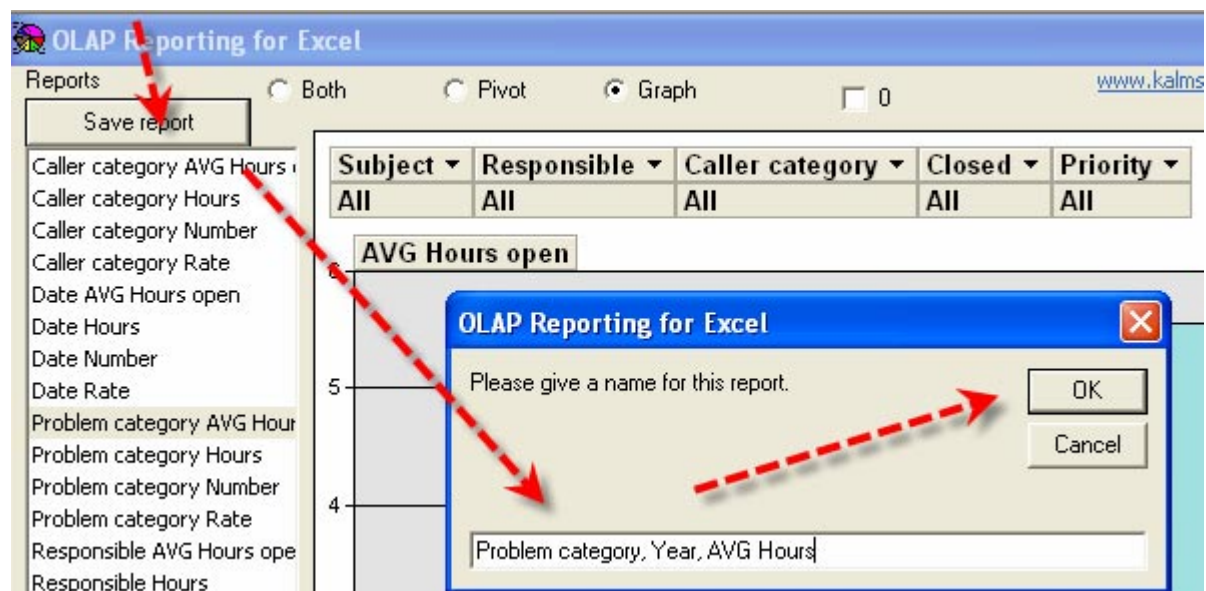 OLAP Reporting for Excel
Reports
Both Pivot Graph 0
www.kalms
Save report
Caller category AVG Hours
Caller category Hours
Caller category Number
Caller category Rate
Date AVG Hours open
Date Hours
Date Number
Date Rate
Problem category AVG Hour
Problem category Hours
Problem category Number
Problem category Rate
Responsible AVG Hours ope
Responsible Hours
Subject Responsible Caller category Closed Priority
All All All All All
AVG Hours open
6
5
4
OLAP Reporting for Excel
Please give a name for this report.
OK
Cancel
Problem category, Year, AVG Hours